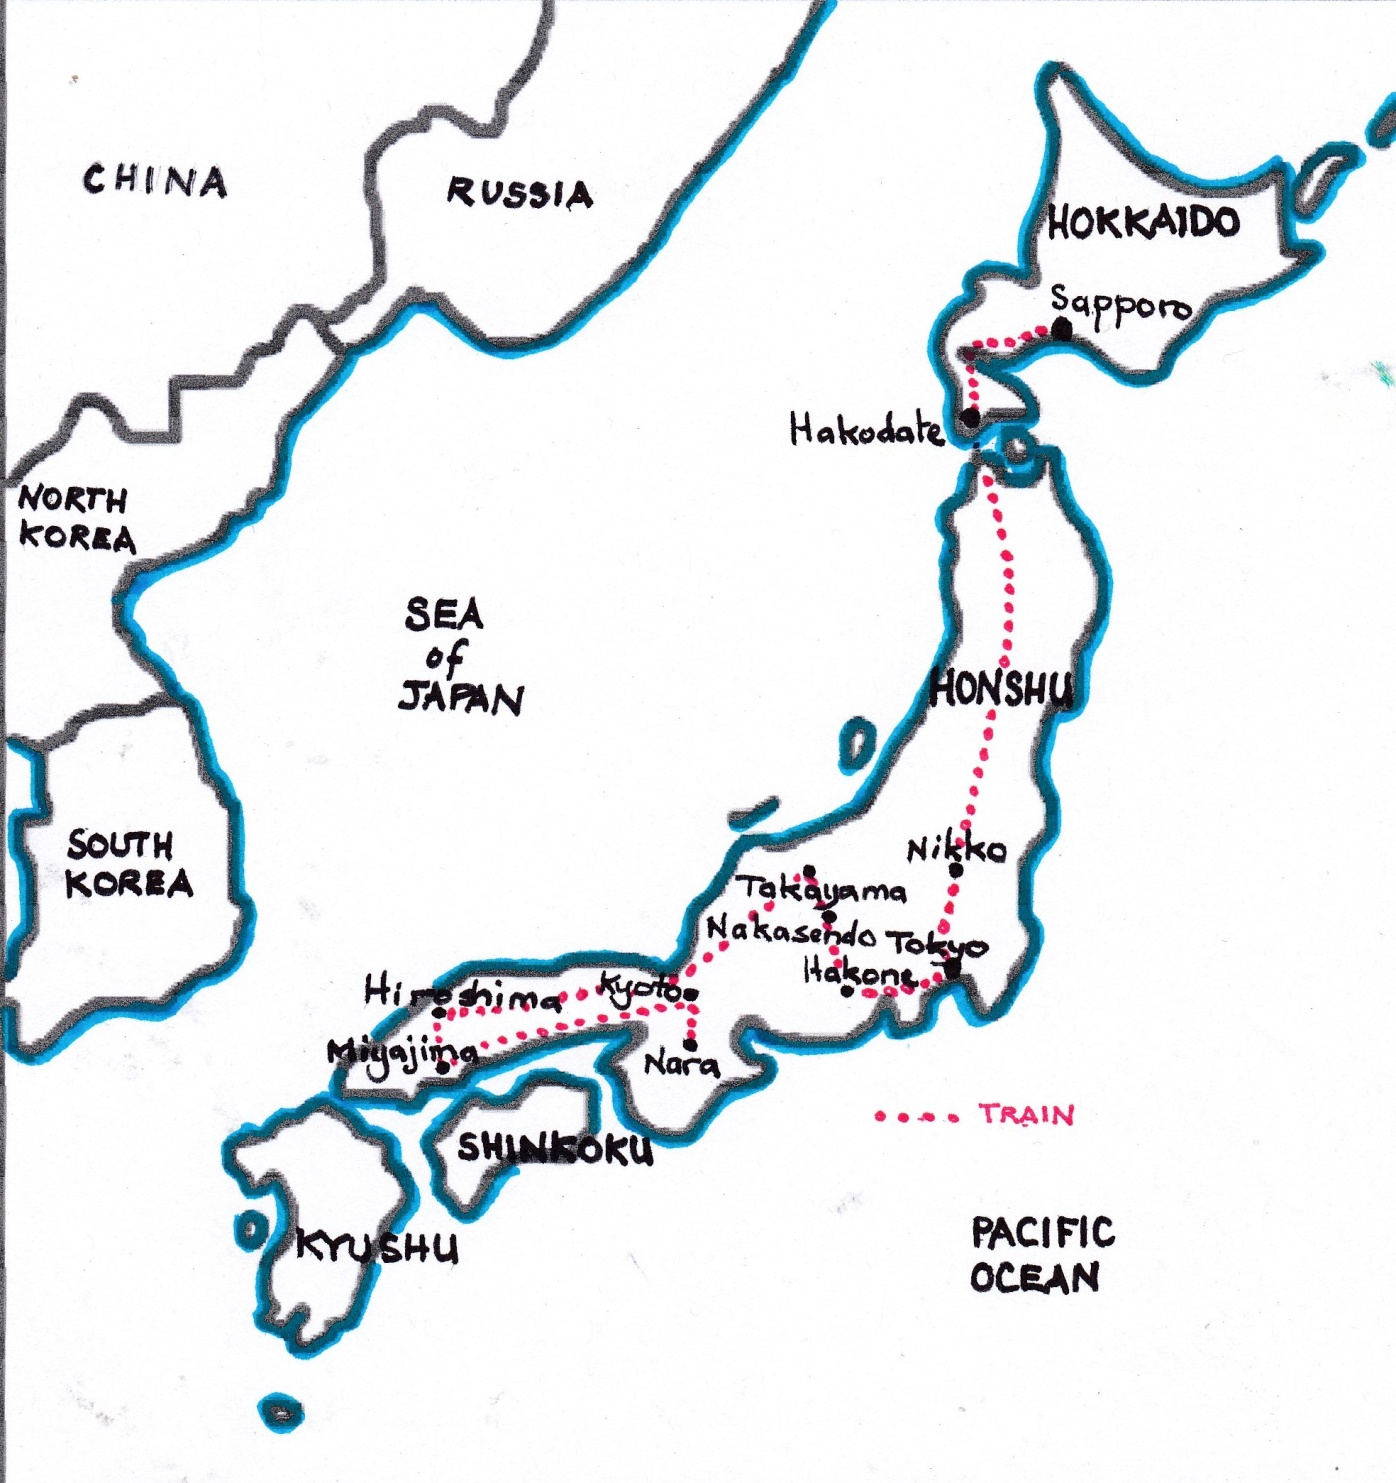 CHINA
RUSSIA
HOKKAIDO
Sapporo
Hakodate
NORTH
KOREA
SEA
of
JAPAN
HONSHU
SOUTH
KOREA
Nikko
Takayama
Nakasendo
Tokyo
Hakone
Hiroshima
Kyoto
Miyajima
Nara
TRAIN
SHINKOKU
KYUSHU
PACIFIC
OCEAN